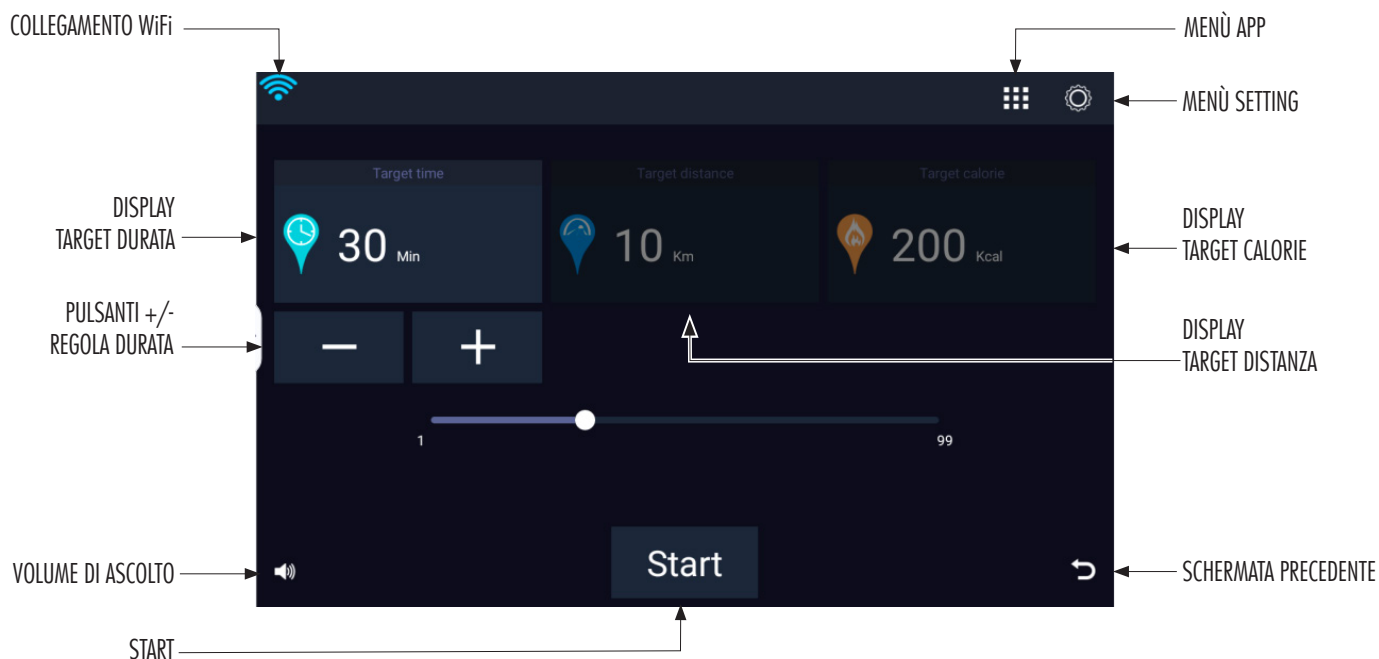 COLLEGAMENTO WiFi
MENÙ APP
MENÙ SETTING
Target time
Target distance
Target calorie
DISPLAY
TARGET DURATA
30 Min
10 Km
200 Kcal
DISPLAY
TARGET CALORIE
PULSANTI +/-
REGOLA DURATA
− +
DISPLAY
TARGET DISTANZA
1
99
VOLUME DI ASCOLTO
Start
SCHERMATA PRECEDENTE
START